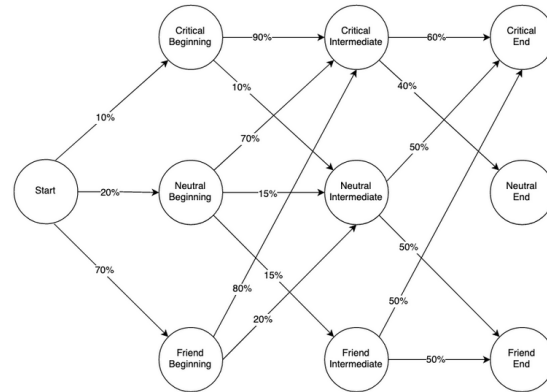 Critical
Beginning
90%
Critical
Intermediate
60%
Critical
End
10%
10%
70%
40%
50%
Start
20%
Neutral
Beginning
15%
Neutral
Intermediate
Neutral
End
70%
15%
80%
20%
50%
50%
Friend
Beginning
Friend
Intermediate
50%
Friend
End